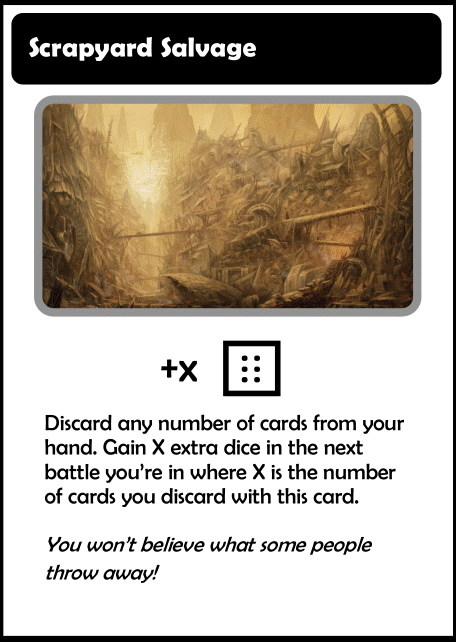 Scrapyard Salvage
+X
Discard any number of cards from your
hand. Gain X extra dice in the next
battle you're in where X is the number
of cards you discard with this card.
You won't believe what some people
throw away!